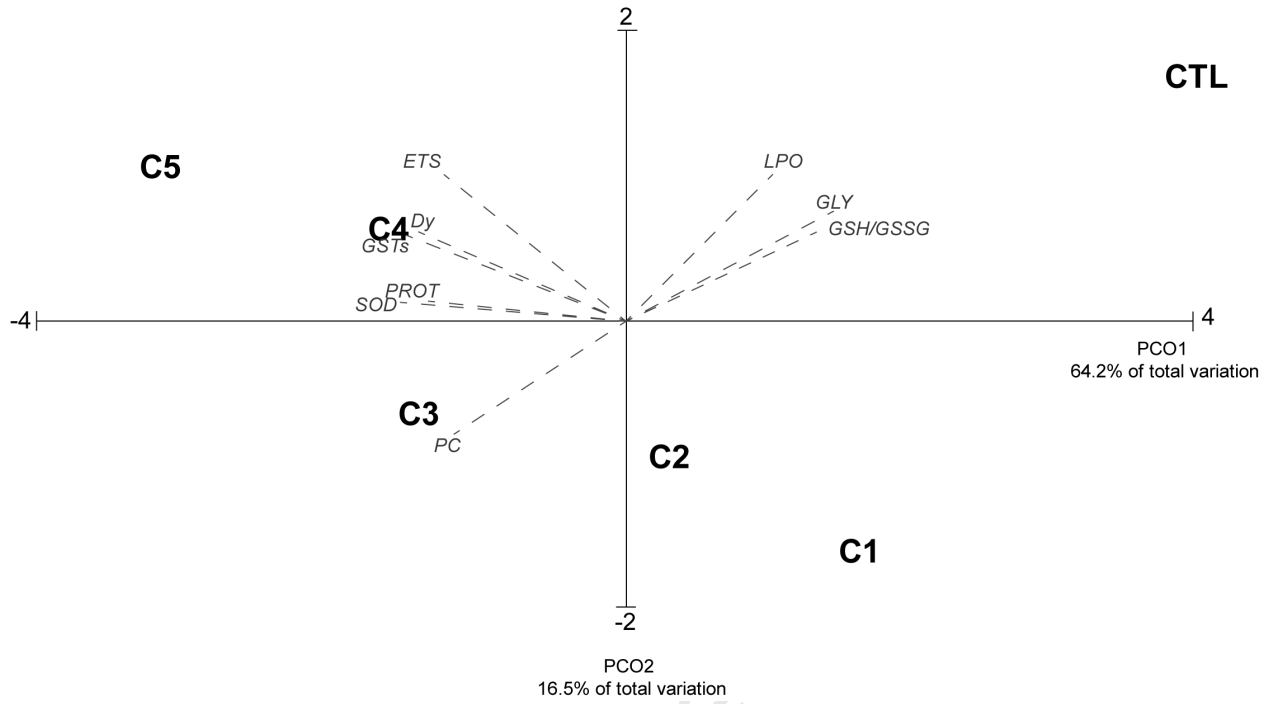 2
CTL
C5
ETS
LPO
GLY
C4
Dy
GSH/GSSG
GSTs
PROT
SOD
-4
4
PCO1
64.2% of total variation
C3
PC
C2
C1
-2
PCO2
16.5% of total variation